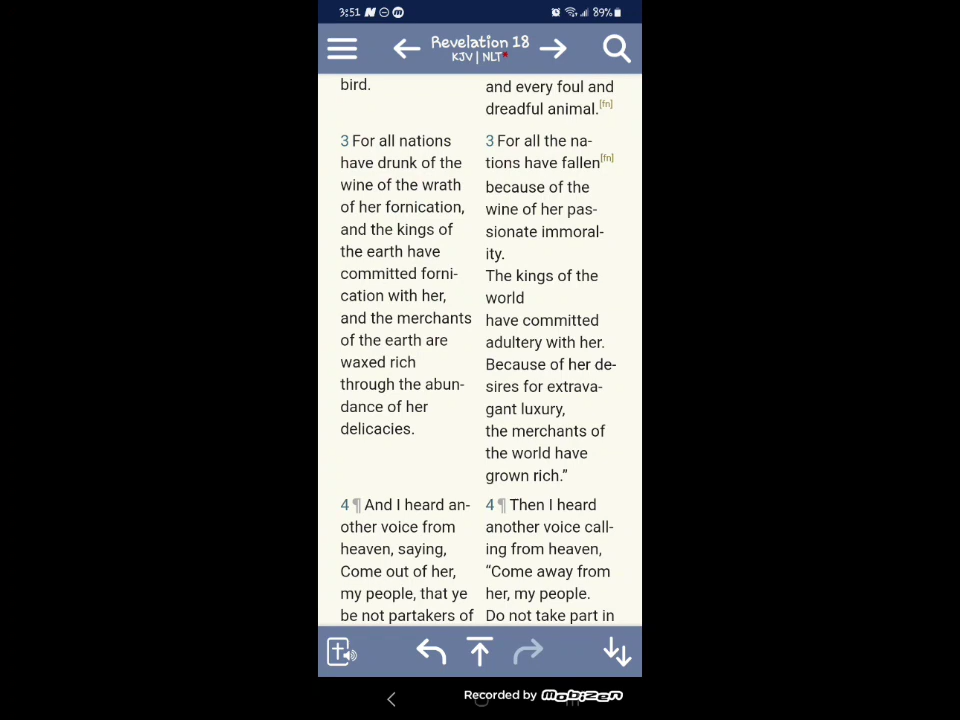 3:51 N
89%
Revelation 18
KJV | NLT*
bird.
3 For all nations
have drunk of the
wine of the wrath
of her fornication,
and the kings of
the earth have
committed forni-
cation with her,
and the merchants
of the earth are
waxed rich
through the abun-
dance of her
delicacies.
4 ¶ And I heard an-
other voice from
heaven, saying,
Come out of her,
my people, that ye
be not partakers of
and every foul and
dreadful animal.[fn]
3 For all the na-
tions have fallen[fn]
because of the
wine of her pas-
sionate immoral-
ity.
The kings of the
world
have committed
adultery with her.
Because of her de-
sires for extrava-
gant luxury,
the merchants of
the world have
grown rich.”
4 ¶ Then I heard
another voice call-
ing from heaven,
“Come away from
her, my people.
Do not take part in
Recorded by mobizen